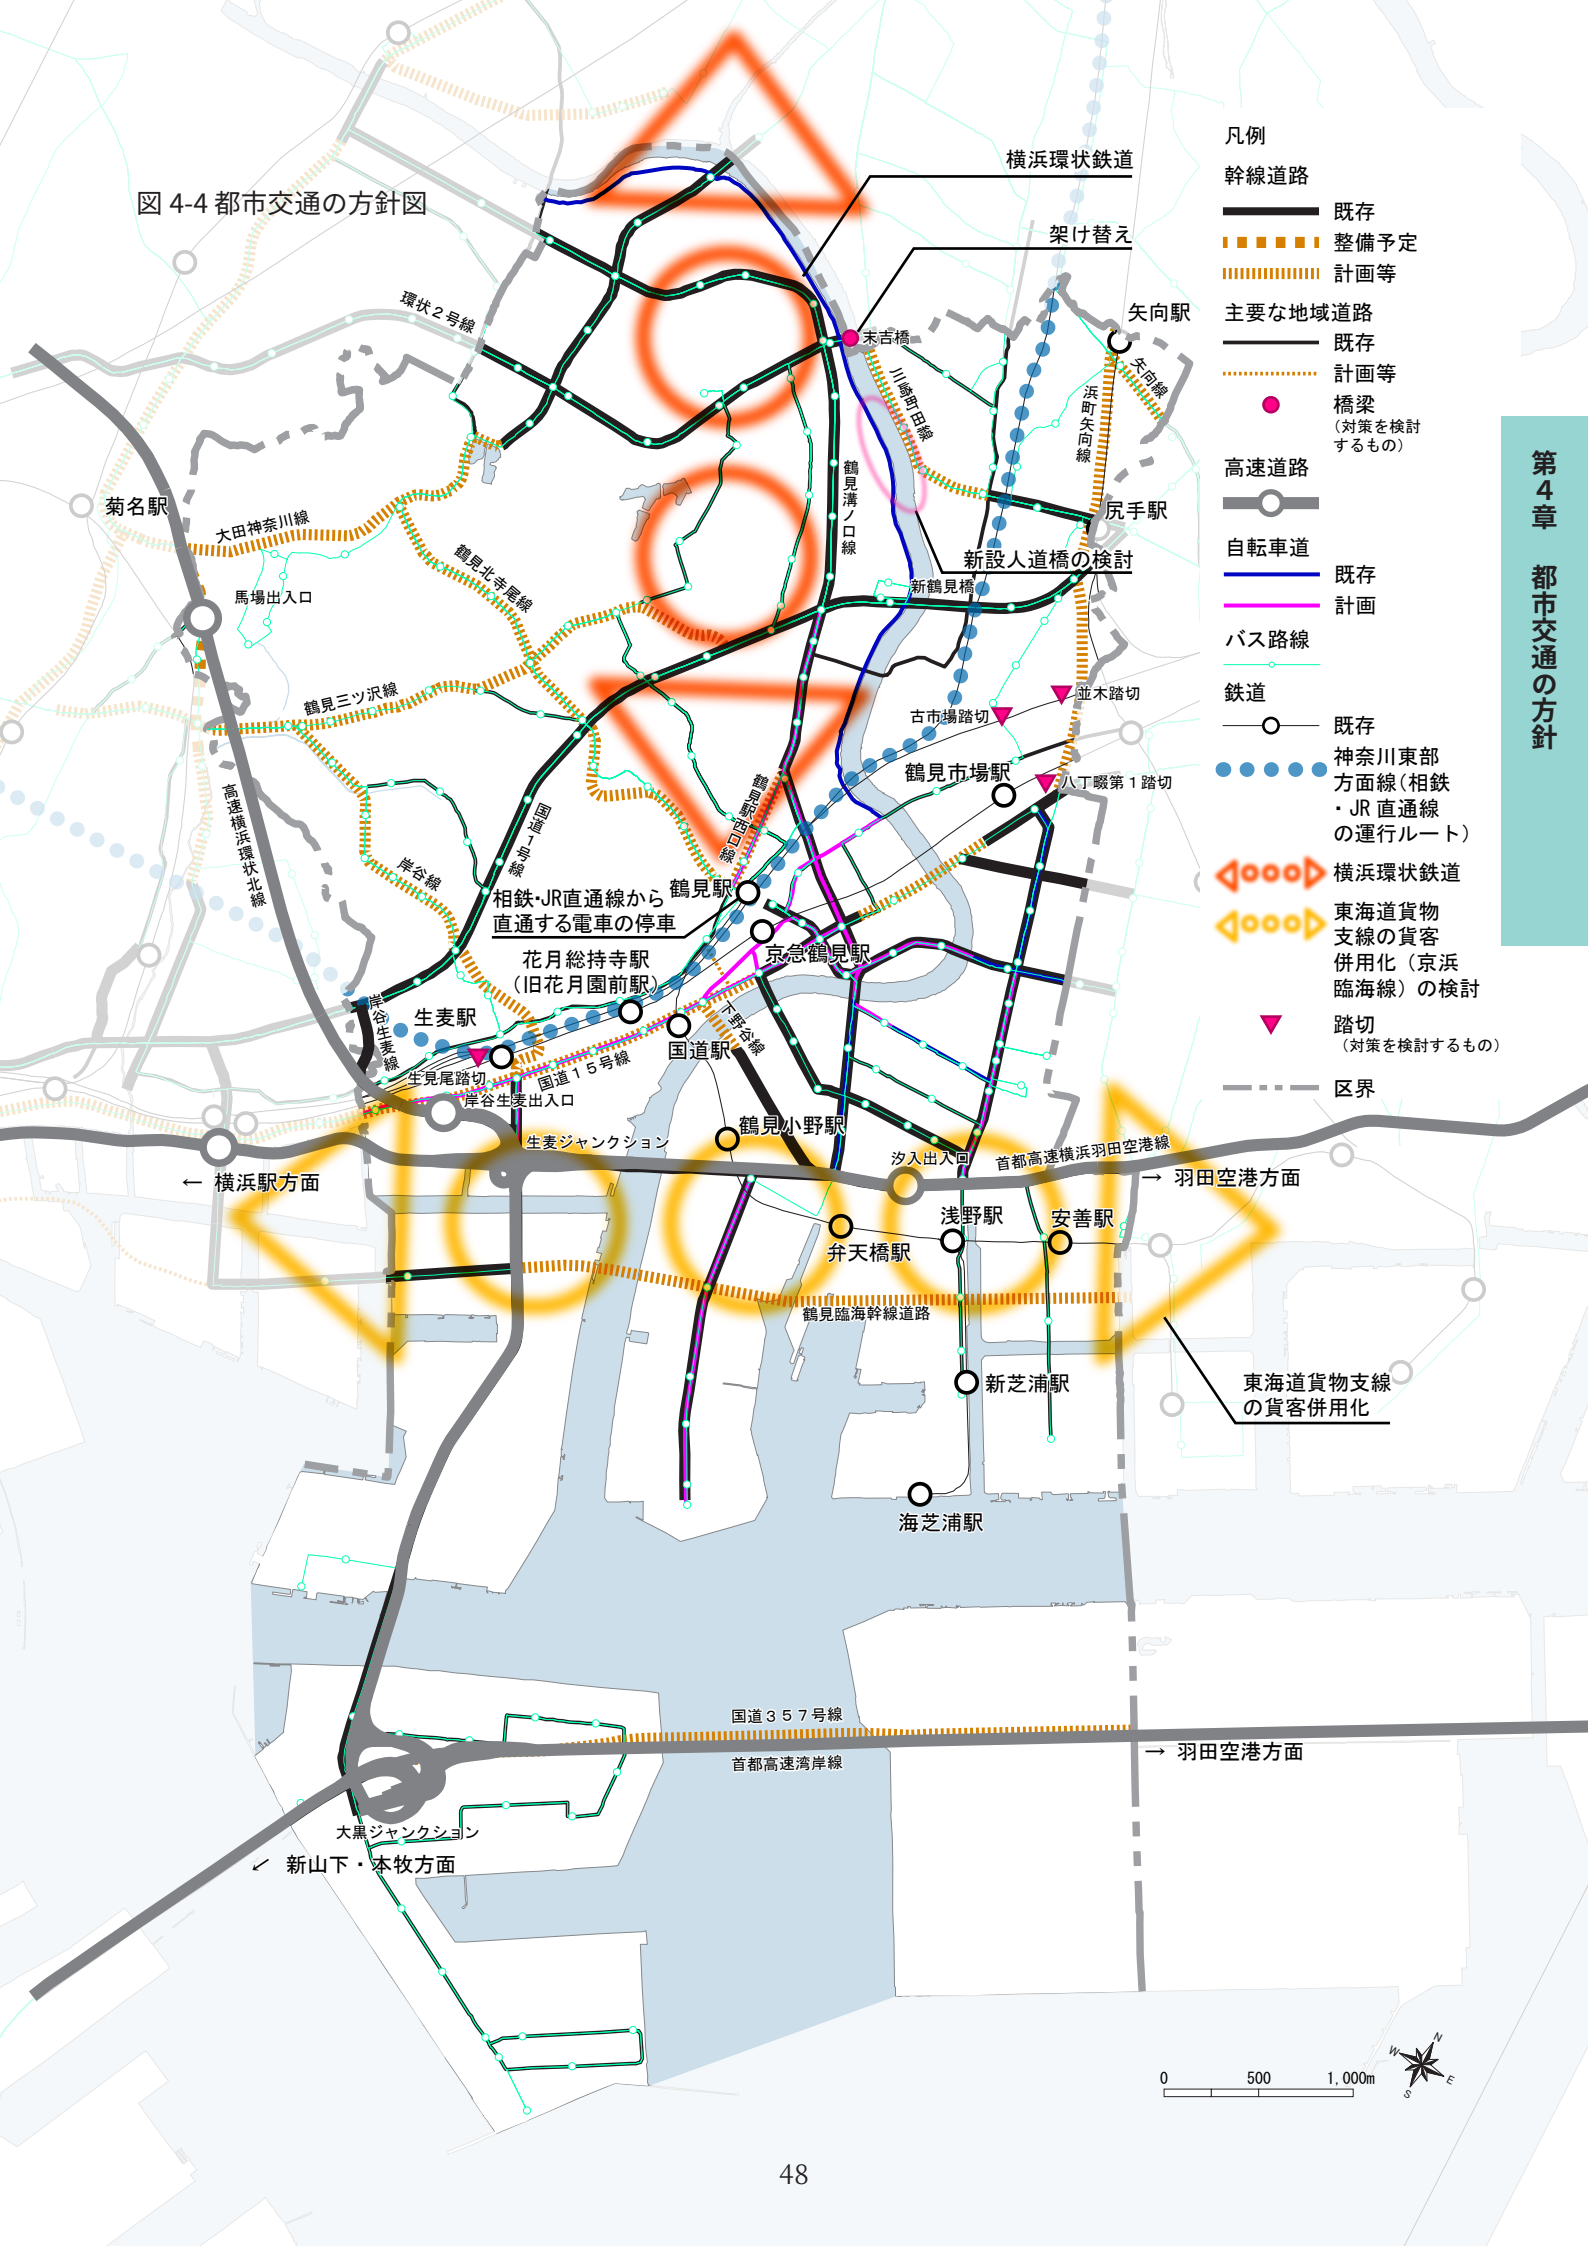 図 4-4 都市交通の方針図
横浜環状鉄道
架け替え
末吉橋
環状２号線
三崎町田線
矢向駅
矢向線
浜町矢向線
菊名駅
大田神奈川線
鶴見北寺尾線
鶴見溝ノ口線
尻手駅
新設人道橋の検討
新鶴見橋
馬場出入口
鶴見三ツ沢線
並木踏切
古市場踏切
鶴見市場駅
八丁畷第１踏切
高速横浜環状北線
国道１号線
鶴見駅西口線
岸谷線
相鉄・JR直通線から
直通する電車の停車
鶴見駅
京急鶴見駅
花月総持寺駅
（旧花月園前駅）
岸谷生麦線
生麦駅
国道駅
下野谷線
生見尾踏切
国道１５号線
岸谷生麦出入口
鶴見小野駅
生麦ジャンクション
汐入出入口
首都高速横浜羽田空港線
← 横浜駅方面
→ 羽田空港方面
浅野駅
安善駅
弁天橋駅
鶴見臨海幹線道路
新芝浦駅
東海道貨物支線
の貨客併用化
海芝浦駅
国道３５７号線
首都高速湾岸線
→ 羽田空港方面
大黒ジャンクション
← 新山下・本牧方面
凡例
幹線道路
既存
整備予定
計画等
主要な地域道路
既存
計画等
橋梁
（対策を検討
するもの）
高速道路
自転車道
既存
計画
バス路線
鉄道
既存
神奈川東部
方面線（相鉄
・JR 直通線
の運行ルート）
横浜環状鉄道
東海道貨物
支線の貨客
併用化（京浜
臨海線）の検討
踏切
（対策を検討するもの）
区界
第４章　都市交通の方針
0 500 1,000m
N
W
E
S
48